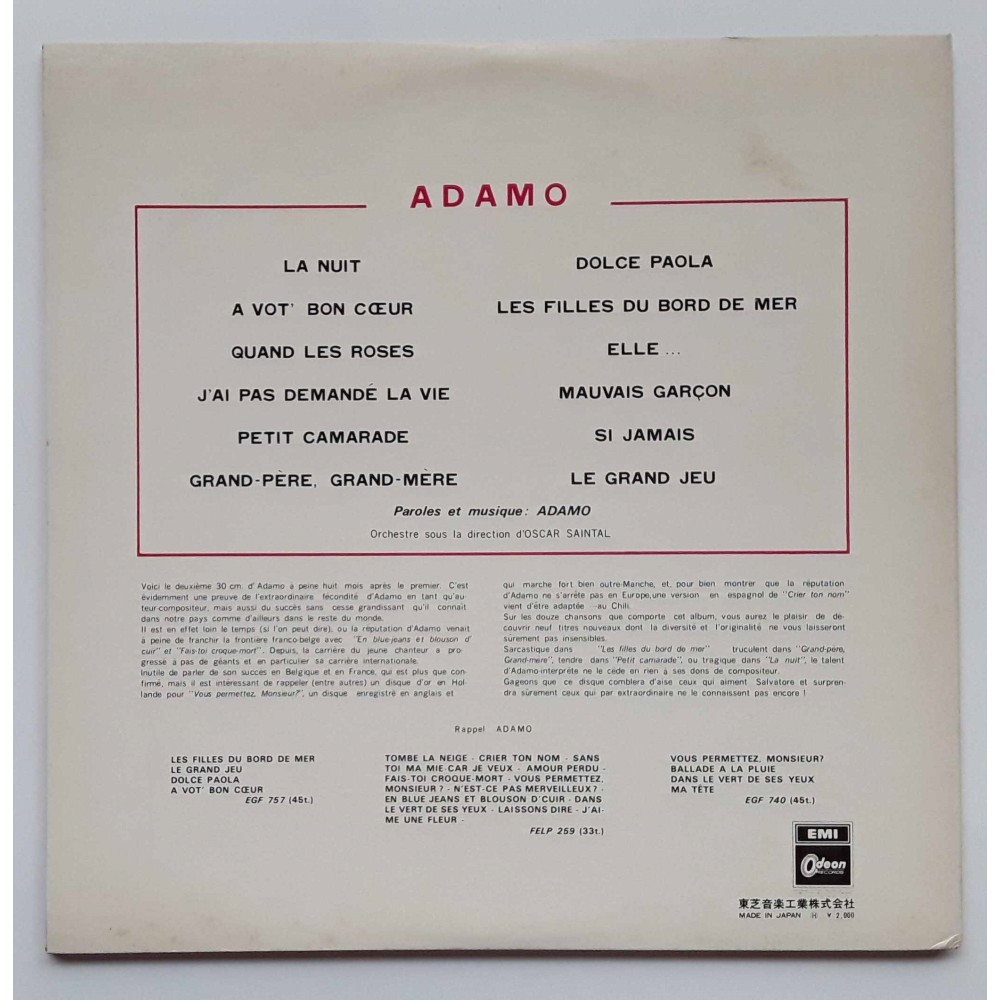 ADAMO
LA NUIT
A VOT' BON CŒUR
QUAND LES ROSES
J'AI PAS DEMANDÉ LA VIE
PETIT CAMARADE
GRAND-PÈRE, GRAND-MÈRE
DOLCE PAOLA
LES FILLES DU BORD DE MER
ELLE ...
MAUVAIS GARÇON
SI JAMAIS
LE GRAND JEU
Paroles et musique: ADAMO
Orchestre sous la direction d'OSCAR SAINTAL
Voici le deuxième 30 cm. d'Adamo à peine huit mois après le premier. C'est
évidemment une preuve de l'extraordinaire fécondité d'Adamo en tant qu'au-
teur-compositeur, mais aussi du succès sans cesse grandissant qu'il connait
dans notre pays comme d'ailleurs dans le reste du monde.
Il est en effet loin le temps (si l'on peut dire), ou la réputation d'Adamo venait
à peine de franchir la frontière franco-belge avec "En blue-jeans et blouson d'
cuir" et "Fais-toi croque-mort". Depuis, la carrière du jeune chanteur a pro-
gressé à pas de géants et en particulier sa carrière internationale.
Inutile de parler de son succès en Belgique et en France, qui est plus que con-
firmé, mais il est intéressant de rappeler (entre autres) un disque d'or en Hol-
lande pour "Vous permettez, Monsieur?", un disque enregistré en anglais et
qui marche fort bien outre-Manche, et, pour bien montrer que la réputation
d'Adamo ne s'arrête pas en Europe,une version en espagnol de "Crier ton nom"
vient d'être adaptée au Chili.
Sur les douze chansons que comporte cet album, vous aurez le plaisir de dé-
couvrir neuf titres nouveaux dont la diversité et l'originalité ne vous laisseront
sûrement pas insensibles.
Sarcastique dans "Les filles du bord de mer" truculent dans "Grand-père,
Grand-mère", tendre dans "Petit camarade", ou tragique dans "La nuit", le talent
d'Adamo-interprète ne le cède en rien a ses dons de compositeur.
Gageons que ce disque comblera d'aise ceux qui aiment Salvatore et surpren-
dra sûrement ceux qui par extraordinaire ne le connaissent pas encore !
Rappel ADAMO
LES FILLES DU BORD DE MER
LE GRAND JEU
DOLCE PAOLA
A VOT' BON CŒUR
EGF 757 (45t.)
TOMBE LA NEIGE - CRIER TON NOM - SANS
TOI MA MIE-CAR JE VEUX - AMOUR PERDU -
FAIS-TOI CROQUE-MORT - VOUS PERMETTEZ,
MONSIEUR ? - N'EST-CE PAS MERVEILLEUX? -
EN BLUE JEANS ET BLOUSON D'CUIR - DANS
LE VERT DE SES YEUX - LAISSONS DIRE - J'AI-
ME UNE FLEUR -
FELP 259 (33t.)
VOUS PERMETTEZ, MONSIEUR?
BALLADE A LA PLUIE
DANS LE VERT DE SES YEUX
MA TÊTE
EGF 740 (45t.)
EMI
Odeon
RECORDS
東芝音楽工業株式会社
MADE IN JAPAN Ⓗ ¥ 2,000